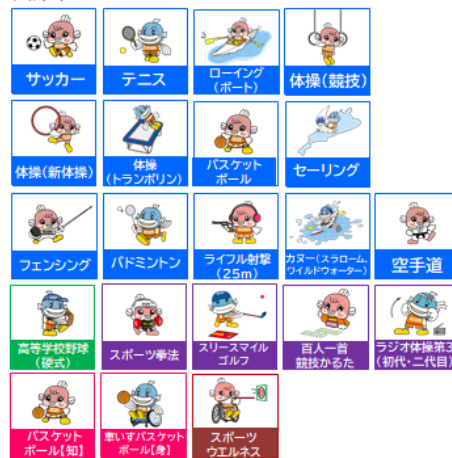 サッカー
テニス
ローイング
(ボート)
体操(競技)
体操(新体操)
体操
(トランポリン)
バスケット
ボール
セーリング
フェンシング
バドミントン
ライフル射撃
(25m)
カヌー(スラローム、
ワイルドウォーター)
空手道
高等学校野球
(硬式)
スポーツ拳法
スリースマイル
ゴルフ
百人一首
競技かるた
ラジオ体操第3
(初代・二代目)
バスケット
ボール【知】
車いすバスケット
ボール【身】
スポーツ
ウエルネス